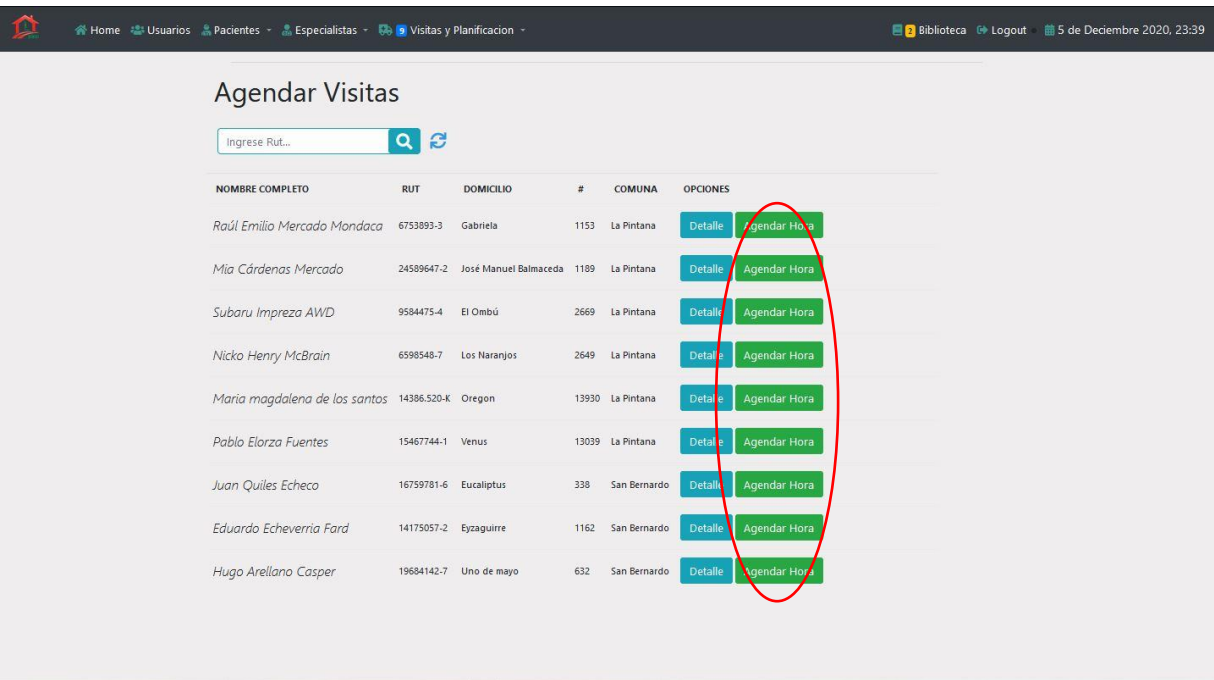 Home Usuarios Pacientes Especialistas 9 Visitas y Planificacion 2 Biblioteca Logout 5 de Deciembre 2020, 23:39
Agendar Visitas
Ingrese Rut...
NOMBRE COMPLETO RUT DOMICILIO # COMUNA OPCIONES
Raúl Emilio Mercado Mondaca 6753893-3 Gabriela 1153 La Pintana Detalle Agendar Hora
Mia Cárdenas Mercado 24589647-2 José Manuel Balmaceda 1189 La Pintana Detalle Agendar Hora
Subaru Impreza AWD 9584475-4 El Ombú 2669 La Pintana Detalle Agendar Hora
Nicko Henry McBrain 6598548-7 Los Naranjos 2649 La Pintana Detalle Agendar Hora
Maria magdalena de los santos 14386.520-K Oregon 13930 La Pintana Detalle Agendar Hora
Pablo Elorza Fuentes 15467744-1 Venus 13039 La Pintana Detalle Agendar Hora
Juan Quiles Echeco 16759781-6 Eucaliptus 338 San Bernardo Detalle Agendar Hora
Eduardo Echeverria Fard 14175057-2 Eyzaguirre 1162 San Bernardo Detalle Agendar Hora
Hugo Arellano Casper 19684142-7 Uno de mayo 632 San Bernardo Detalle Agendar Hora